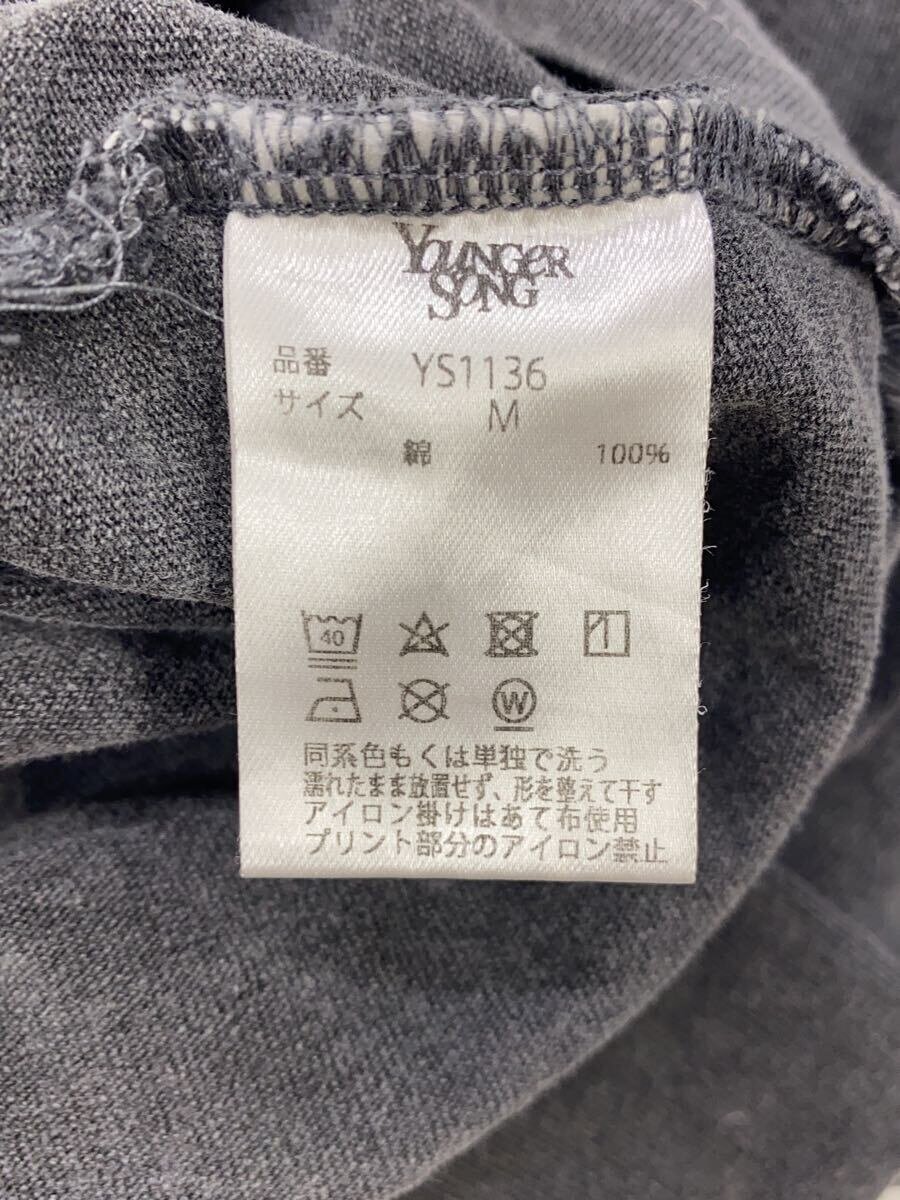 YOUNGER
SONG
品番 YS1136
サイズ M
綿 100%
40
W
同系色もくは単独で洗う
濡れたまま放置せず、形を整えて干す
アイロン掛けはあて布使用
プリント部分のアイロン禁止